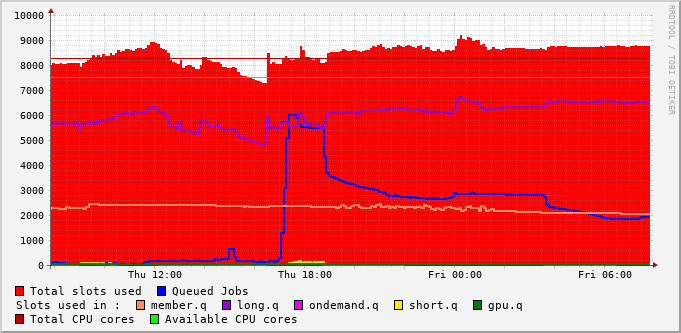 10000
9000
8000
7000
6000
5000
4000
3000
2000
1000
0
Thu 12:00 Thu 18:00 Fri 00:00 Fri 06:00
RRDTOOL / TOBI OETIKER
Total slots used Queued Jobs
Slots used in : member.q long.q ondemand.q short.q gpu.q
Total CPU cores Available CPU cores